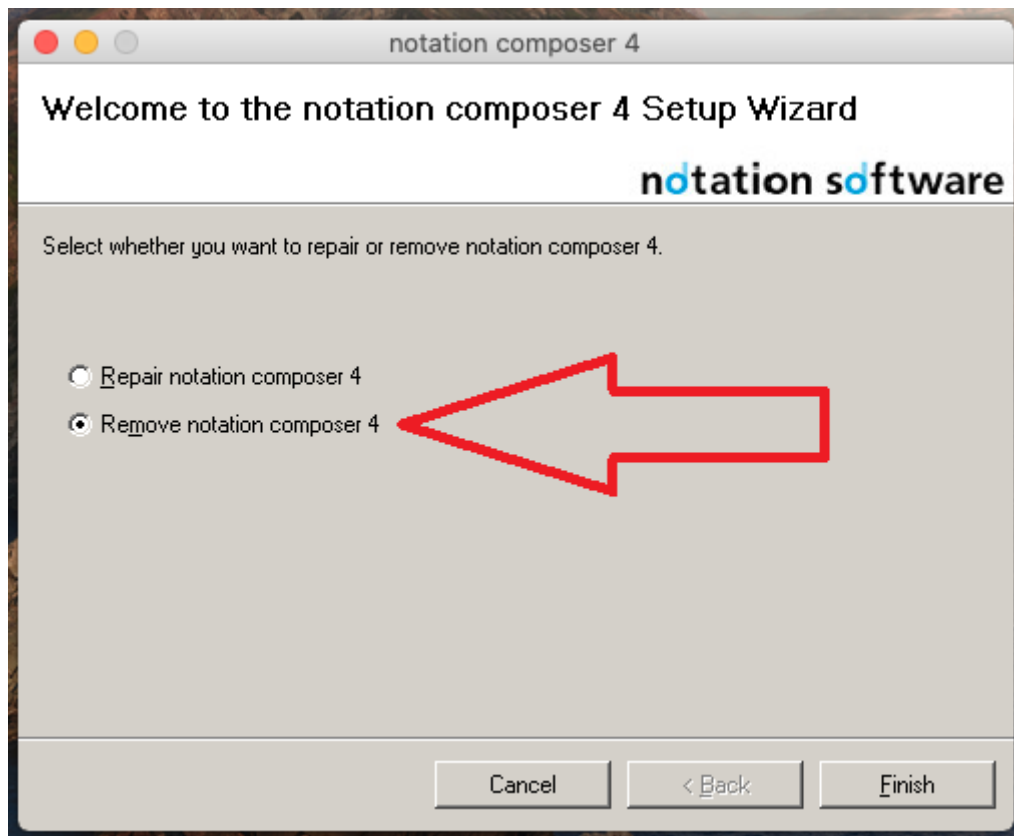 notation composer 4
Welcome to the notation composer 4 Setup Wizard
notation software
Select whether you want to repair or remove notation composer 4.
Repair notation composer 4
Remove notation composer 4
Cancel < Back Finish